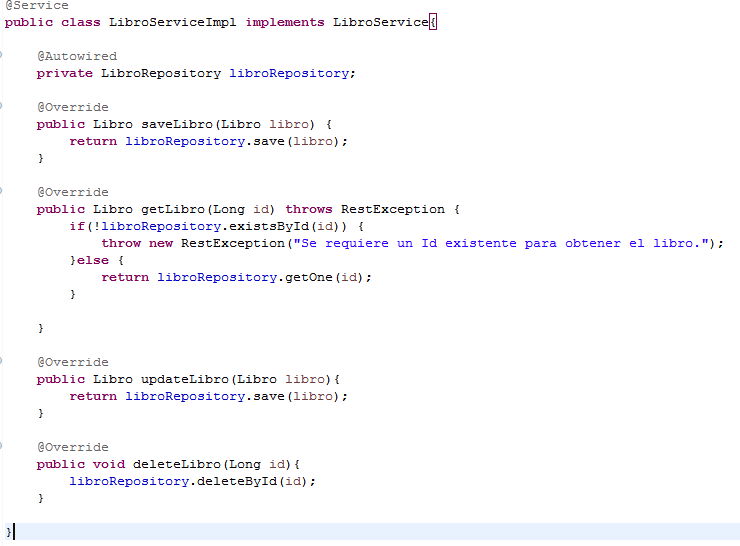 @Service
public class LibroServiceImpl implements LibroService{
@Autowired
private LibroRepository libroRepository;
@Override
public Libro saveLibro(Libro libro) {
return libroRepository.save(libro);
}
@Override
public Libro getLibro(Long id) throws RestException {
if(!libroRepository.existsById(id)) {
throw new RestException("Se requiere un Id existente para obtener el libro.");
}else {
return libroRepository.getOne(id);
}
}
@Override
public Libro updateLibro(Libro libro){
return libroRepository.save(libro);
}
@Override
public void deleteLibro(Long id){
libroRepository.deleteById(id);
}
}